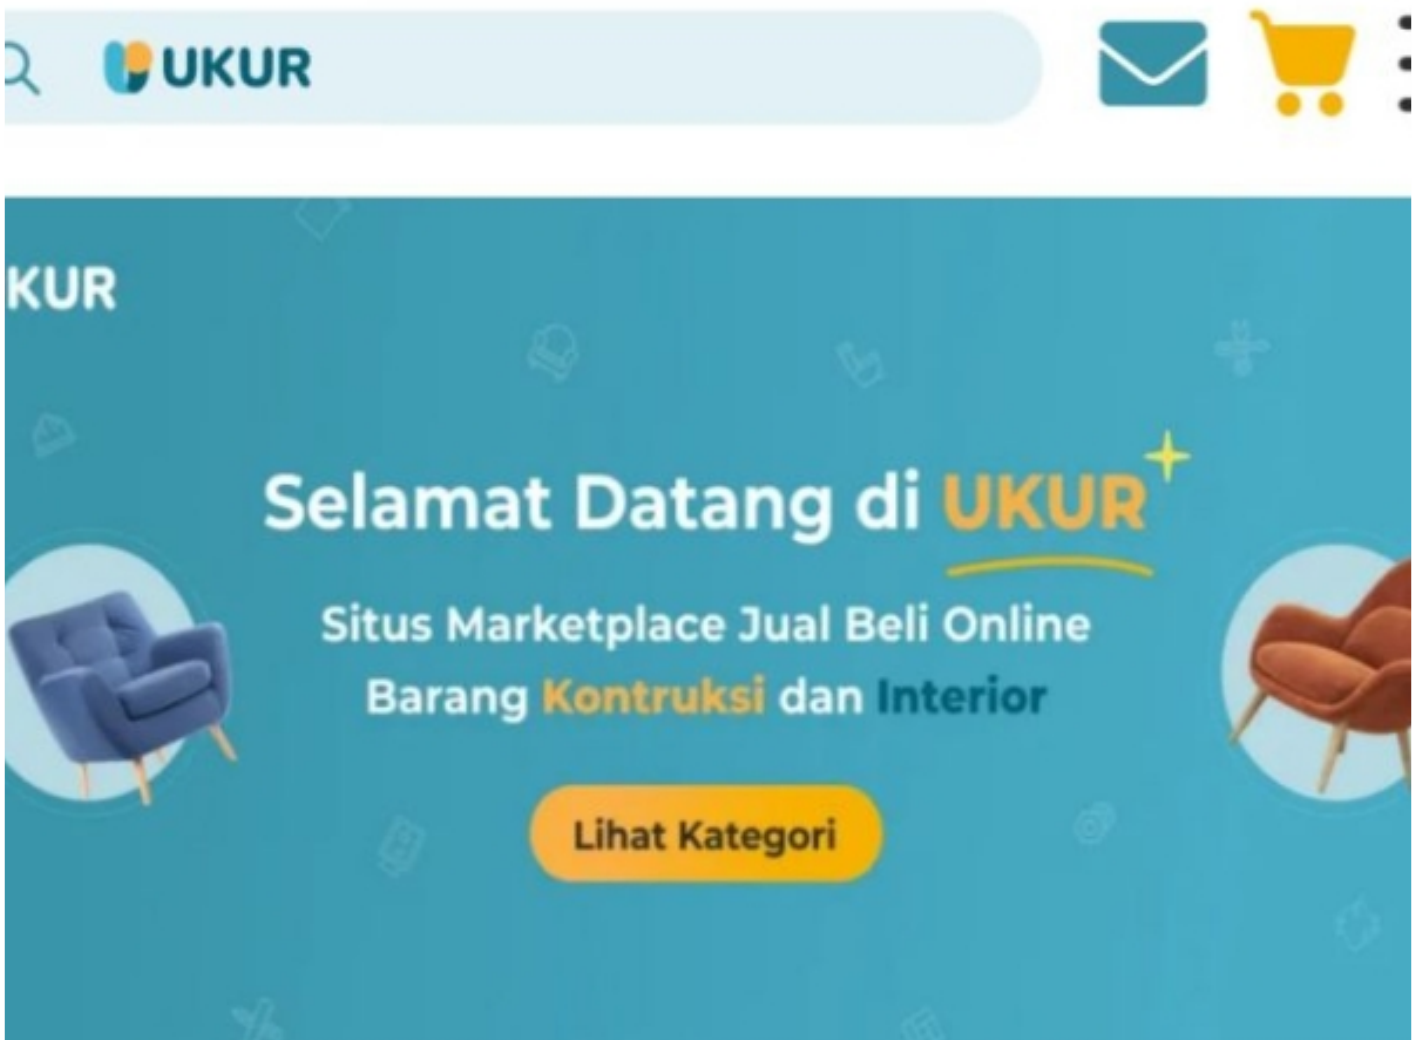 UKUR
KUR
Selamat Datang di UKUR
Situs Marketplace Jual Beli Online
Barang Kontruksi dan Interior
Lihat Kategori